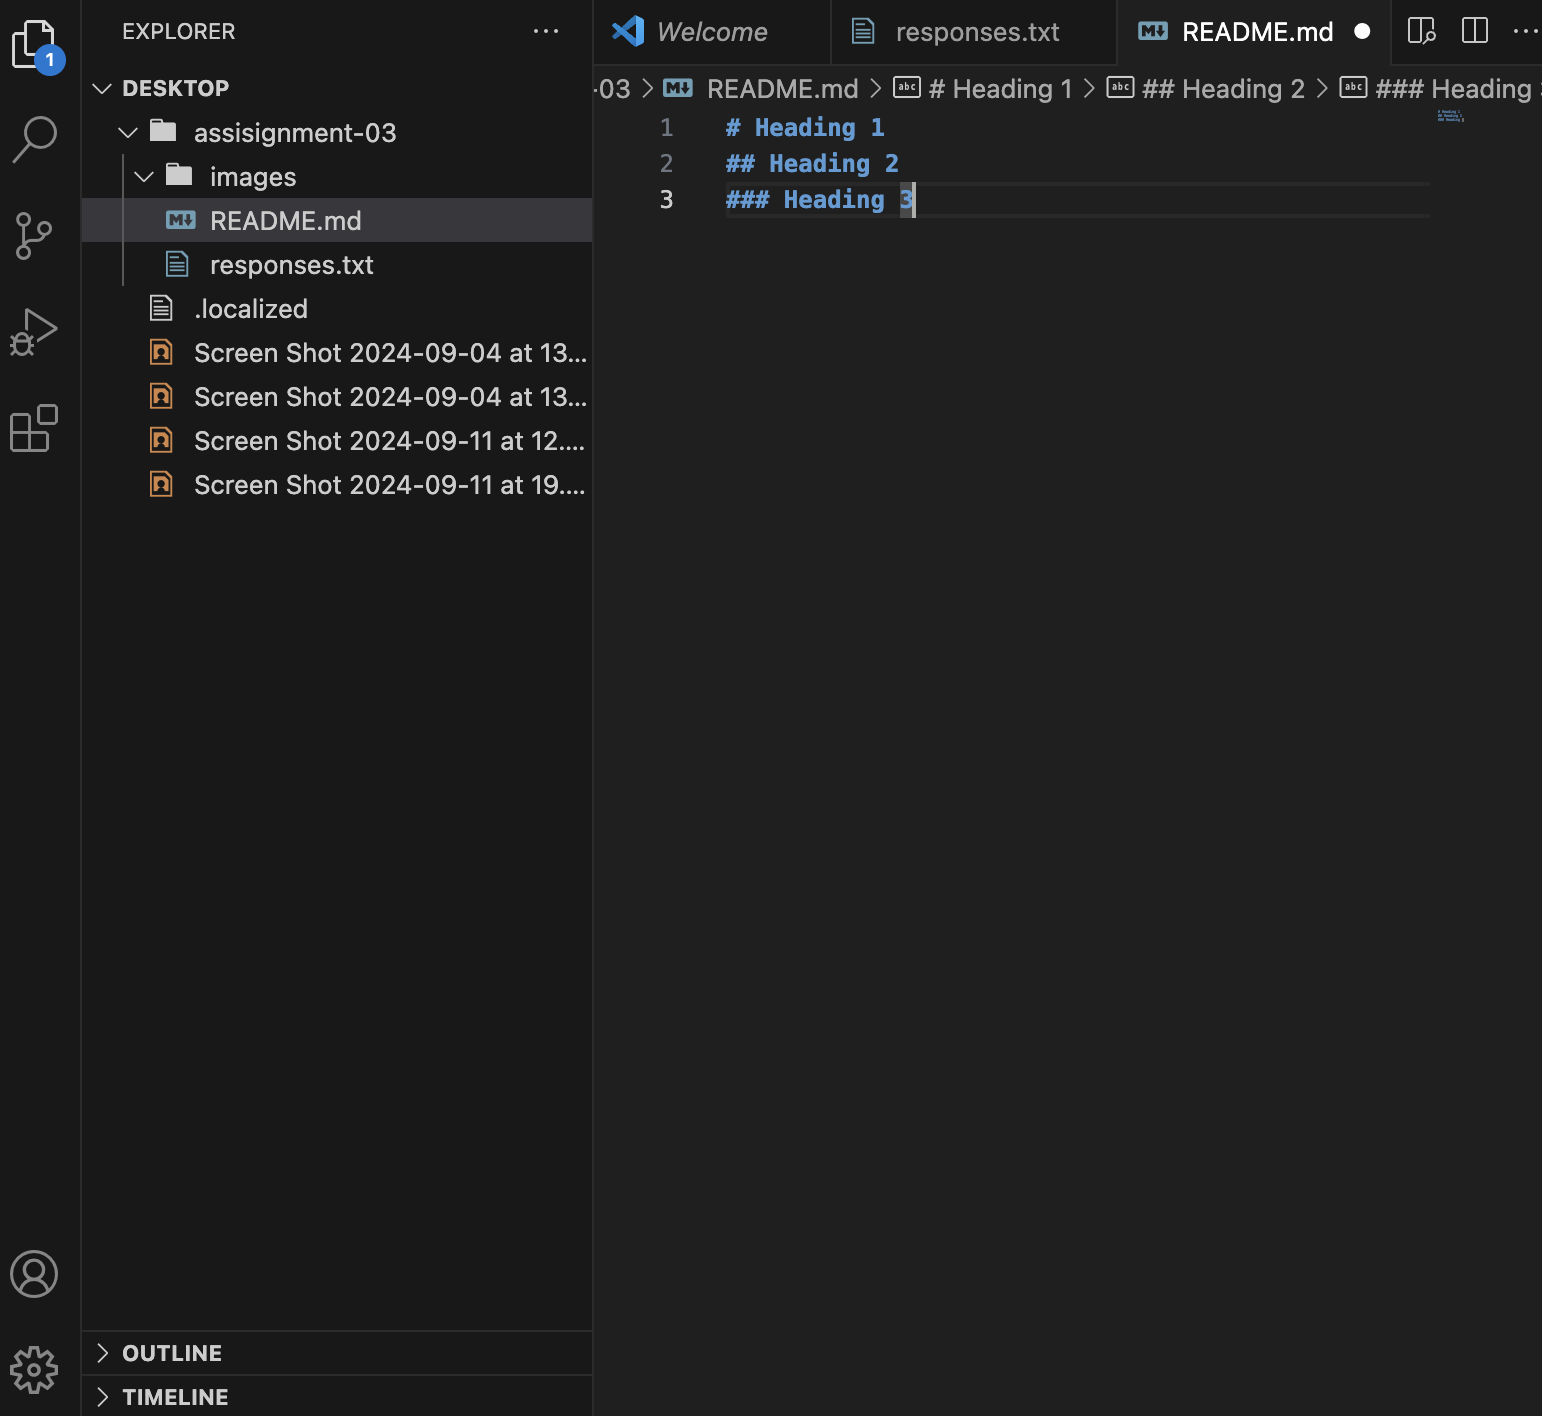 EXPLORER ...
DESKTOP
assisignment-03
images
README.md
responses.txt
.localized
Screen Shot 2024-09-04 at 13...
Screen Shot 2024-09-04 at 13...
Screen Shot 2024-09-11 at 12....
Screen Shot 2024-09-11 at 19....
OUTLINE
TIMELINE
1
Welcome
responses.txt
README.md
-03 > README.md > # Heading 1 > ## Heading 2 > ### Heading
1 # Heading 1
2 ## Heading 2
3 ### Heading 3